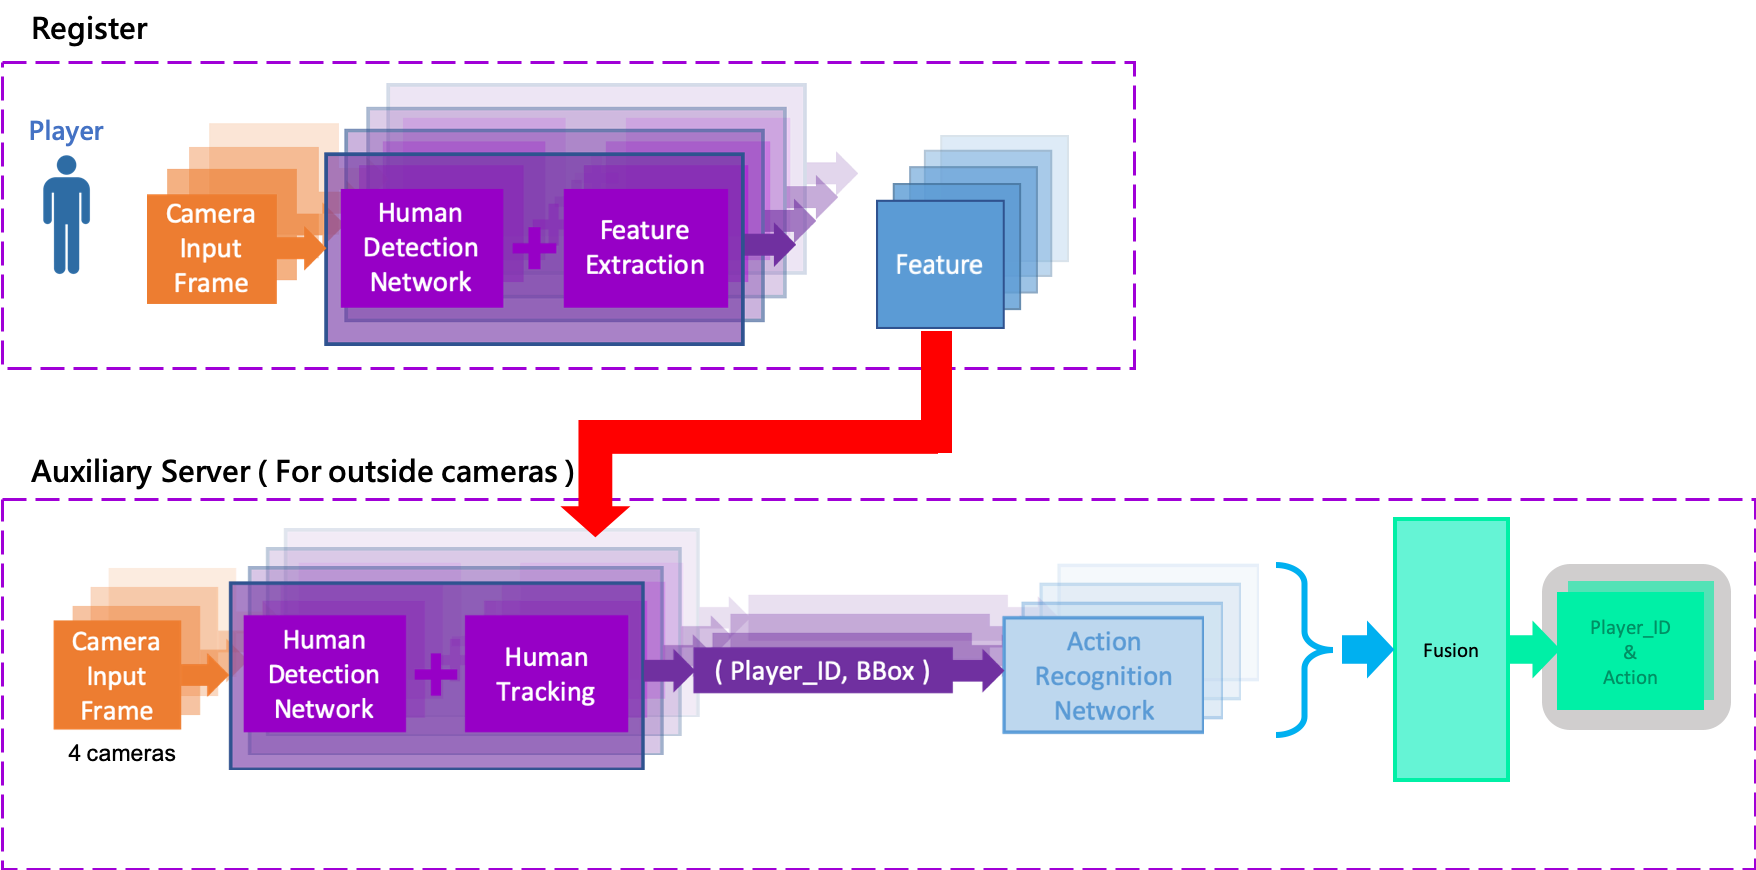 Register
Player
Camera
Input
Frame
Human
Detection
Network
Feature
Extraction
Feature
Auxiliary Server ( For outside cameras )
Camera
Input
Frame
4 cameras
Human
Detection
Network
Human
Tracking
( Player_ID, BBox )
Action
Recognition
Network
Fusion
Player_ID
&
Action